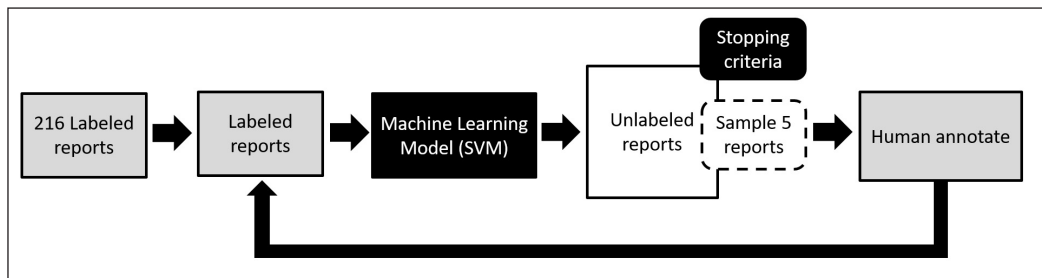 216 Labeled
reports
Labeled
reports
Machine Learning
Model (SVM)
Unlabeled
reports
Stopping
criteria
Sample 5
reports
Human annotate